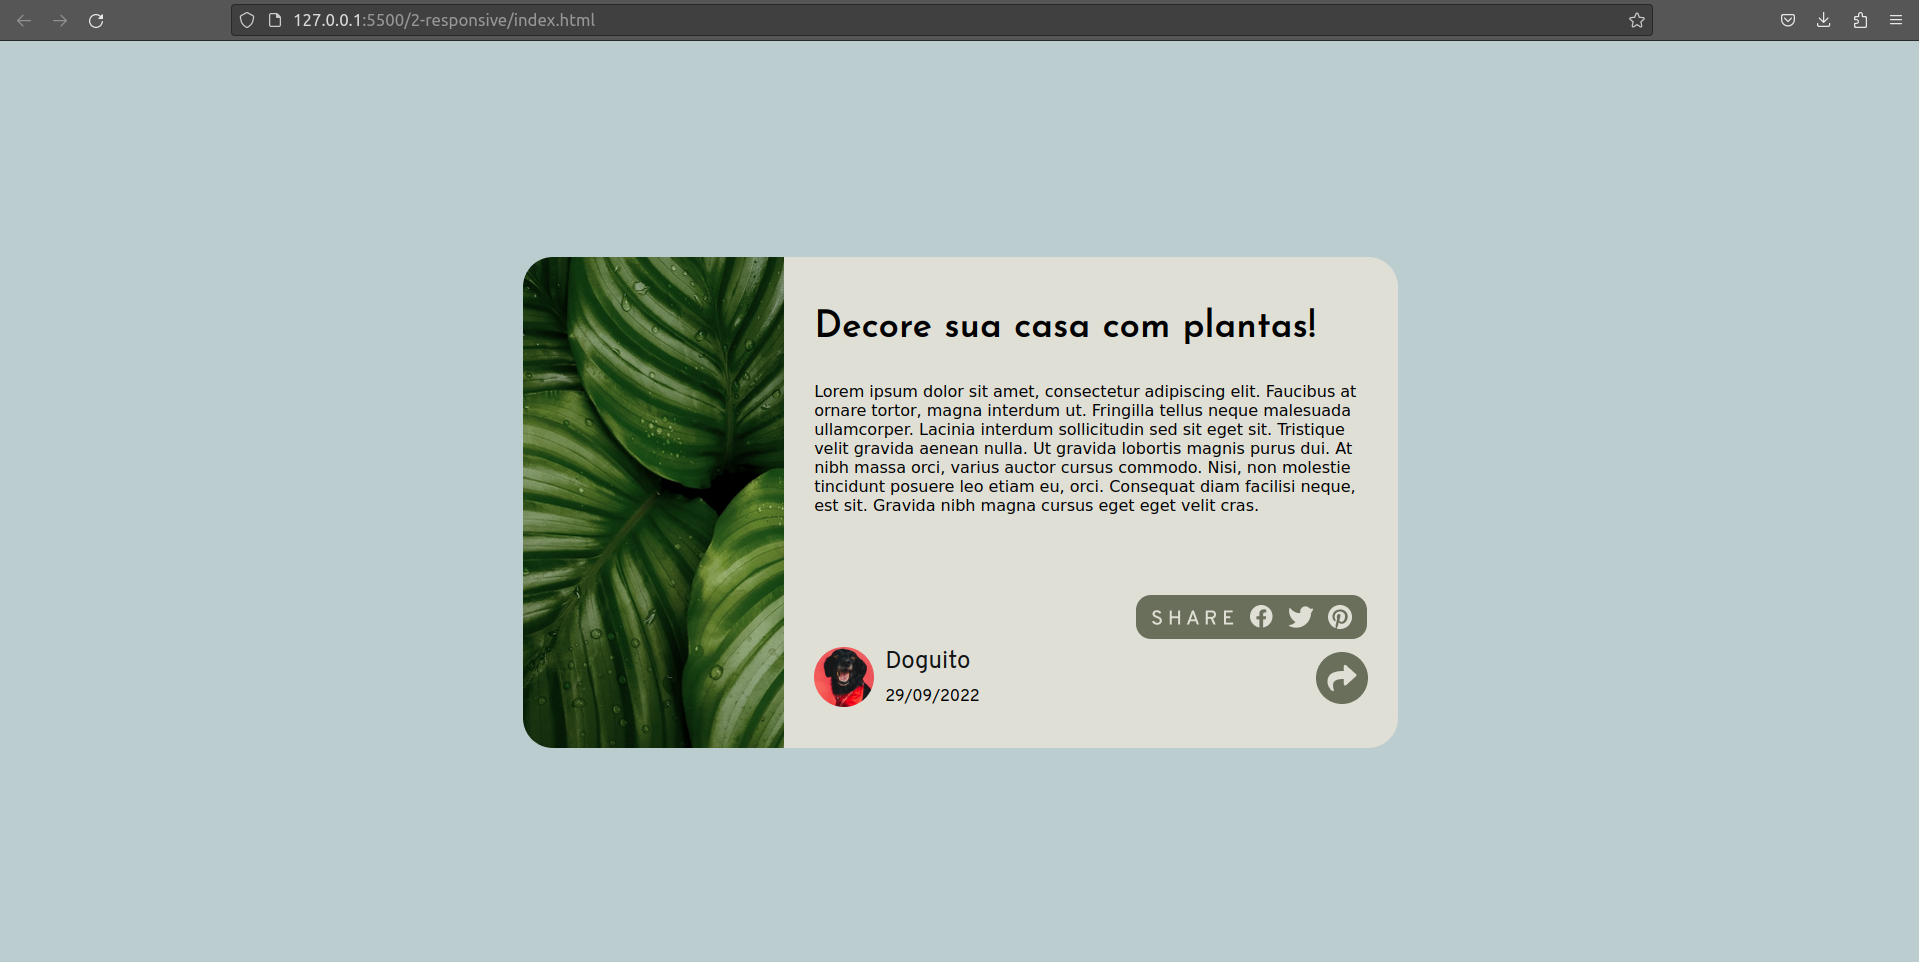 127.0.0.1:5500/2-responsive/index.html
Decore sua casa com plantas!
Lorem ipsum dolor sit amet, consectetur adipiscing elit. Faucibus at
ornare tortor, magna interdum ut. Fringilla tellus neque malesuada
ullamcorper. Lacinia interdum sollicitudin sed sit eget sit. Tristique
velit gravida aenean nulla. Ut gravida lobortis magnis purus dui. At
nibh massa orci, varius auctor cursus commodo. Nisi, non molestie
tincidunt posuere leo etiam eu, orci. Consequat diam facilisi neque,
est sit. Gravida nibh magna cursus eget eget velit cras.
SHARE
Doguito
29/09/2022